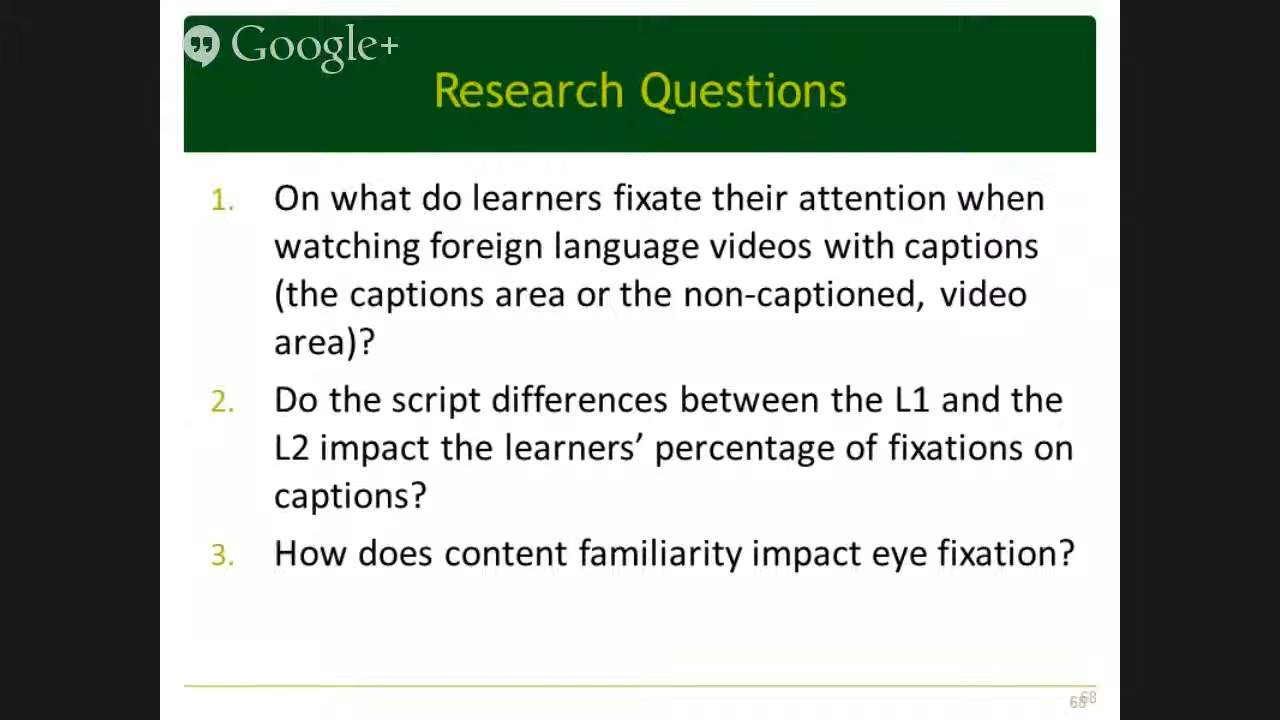 Google+
Research Questions
1. On what do learners fixate their attention when
watching foreign language videos with captions
(the captions area or the non-captioned, video
area)?
2. Do the script differences between the L1 and the
L2 impact the learners’ percentage of fixations on
captions?
3. How does content familiarity impact eye fixation?
68
68